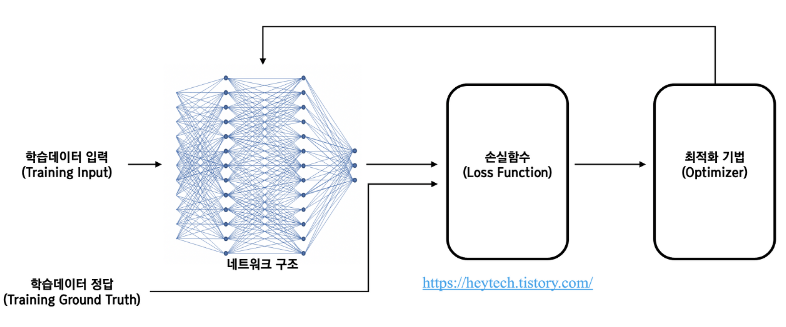 학습데이터 입력
(Training Input)
네트워크 구조
손실함수
(Loss Function)
최적화 기법
(Optimizer)
학습데이터 정답
(Training Ground Truth)
https://heytech.tistory.com/